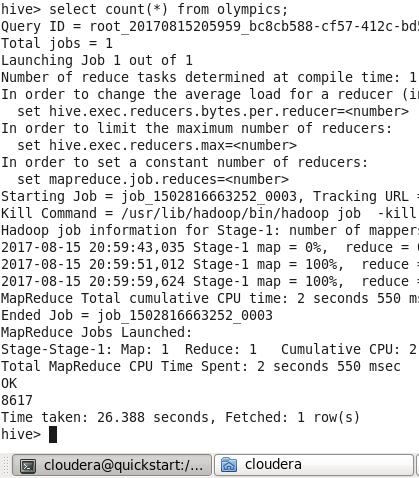 hive> select count(*) from olympics;
Query ID = root_20170815205959_bc8cb588-cf57-412c-bd
Total jobs = 1
Launching Job 1 out of 1
Number of reduce tasks determined at compile time: 1
In order to change the average load for a reducer (i
  set hive.exec.reducers.bytes.per.reducer=<number>
In order to limit the maximum number of reducers:
  set hive.exec.reducers.max=<number>
In order to set a constant number of reducers:
  set mapreduce.job.reduces=<number>
Starting Job = job_1502816663252_0003, Tracking URL =
Kill Command = /usr/lib/hadoop/bin/hadoop job  -kill
Hadoop job information for Stage-1: number of mappers
2017-08-15 20:59:43,035 Stage-1 map = 0%,  reduce =
2017-08-15 20:59:51,012 Stage-1 map = 100%,  reduce =
2017-08-15 20:59:59,624 Stage-1 map = 100%,  reduce =
MapReduce Total cumulative CPU time: 2 seconds 550 m
Ended Job = job_1502816663252_0003
MapReduce Jobs Launched:
Stage-Stage-1: Map: 1  Reduce: 1   Cumulative CPU: 2
Total MapReduce CPU Time Spent: 2 seconds 550 msec
OK
8617
Time taken: 26.388 seconds, Fetched: 1 row(s)
hive>
cloudera@quickstart:/... cloudera